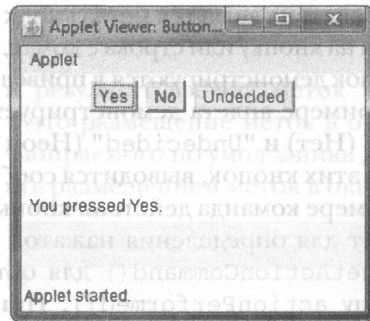 Applet Viewer: Button...
Applet
Yes No Undecided
You pressed Yes.
Applet started.